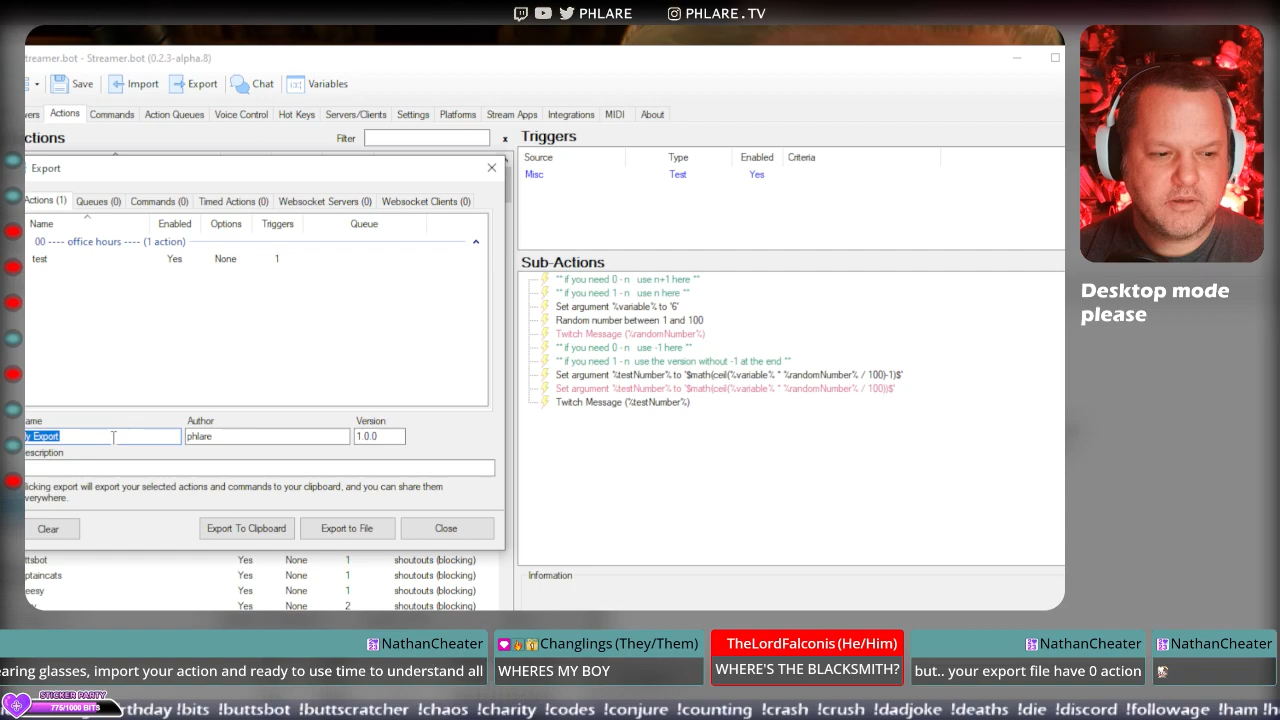 PHLARE
PHLARE.TV
treamer.bot - Streamer.bot (0.2.3-alpha.8)
Save
Import
Export
Chat
Variables
vers
Actions
Commands
Action Queues
Voice Control
Hot Keys
Servers/Clients
Settings
Platforms
Stream Apps
Integrations
MIDI
About
ctions
Filter
x
Triggers
Source Type Enabled Criteria
Misc Test Yes
Export
Actions (1)
Queues (0)
Commands (0)
Timed Actions (0)
Websocket Servers (0)
Websocket Clients (0)
Name Enabled Options Triggers Queue
00 ---- office hours ---- (1 action)
test Yes None 1
ame Author Version
y Export phlare 1.0.0
escription
icking export will export your selected actions and commands to your clipboard, and you can share them
verywhere.
Clear
Export To Clipboard
Export to File
Close
ttsbot Yes None 1 shoutouts (blocking)
ptaincats Yes None 1 shoutouts (blocking)
eesy Yes None 1 shoutouts (blocking)
Yes None 2 shoutouts (blocking)
Sub-Actions
** if you need 0 - n use n+1 here **
** if you need 1 - n use n here **
Set argument %variable% to '6'
Random number between 1 and 100
Twitch Message (%randomNumber%)
** if you need 0 - n use -1 here **
** if you need 1 - n use the version without -1 at the end **
Set argument %testNumber% to '$math(ceil(%variable% * %randomNumber% / 100)-1)$'
Set argument %testNumber% to '$math(ceil(%variable% * %randomNumber% / 100))$'
Twitch Message (%testNumber%)
Information
Desktop mode
please
NathanCheater
earing glasses, import your action and ready to use time to understand all
Changlings (They/Them)
WHERES MY BOY
TheLordFalconis (He/Him)
WHERE'S THE BLACKSMITH?
NathanCheater
but.. your export file have 0 action
NathanCheater
STICKER PARTY
775/1000 BITS
rthday !bits !buttsbot !buttscratcher !chaos !charity !codes !conjure !counting !crash !crush !dadjoke !deaths !die !discord !followage !ham !h